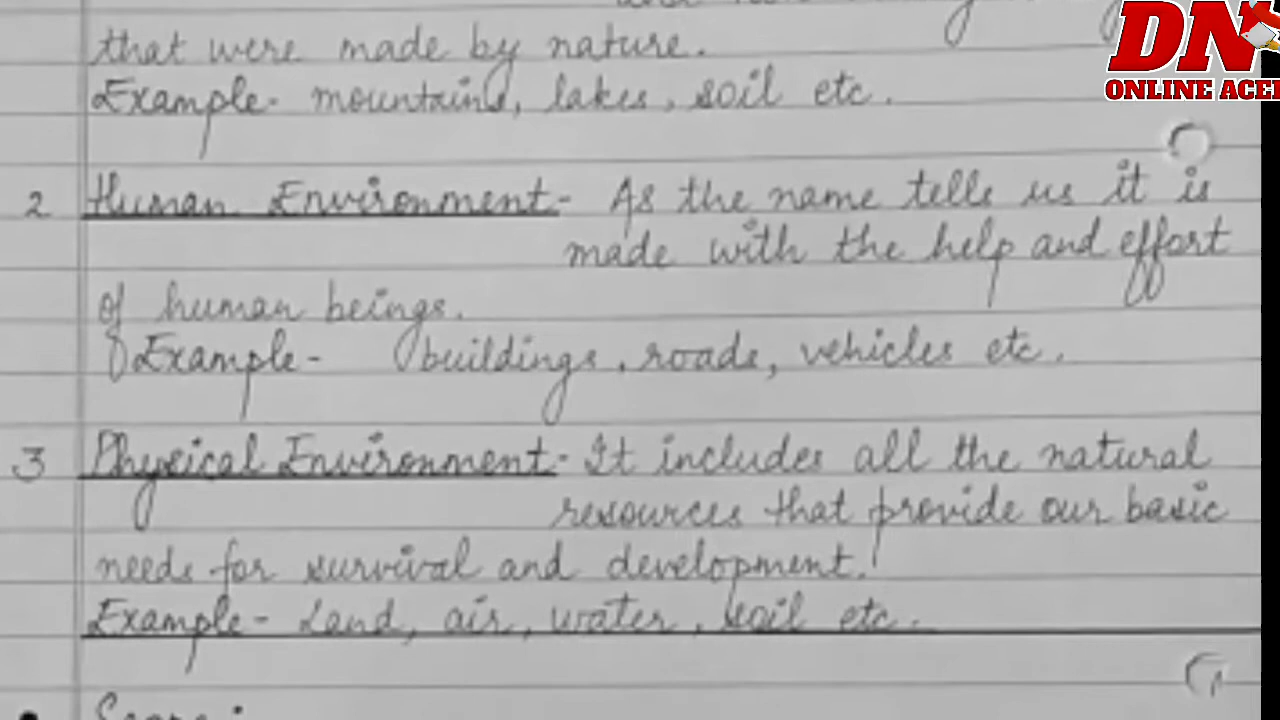 that were made by nature.
Example- mountains, lakes, soil etc.
2 Human Environment- As the name tells us it is
made with the help and effort
of human beings.
Example- buildings, roads, vehicles etc.
3 Physical Environment- It includes all the natural
resources that provide our basic
needs for survival and development.
Example- Land, air, water, soil etc.
DN
ONLINE ACE